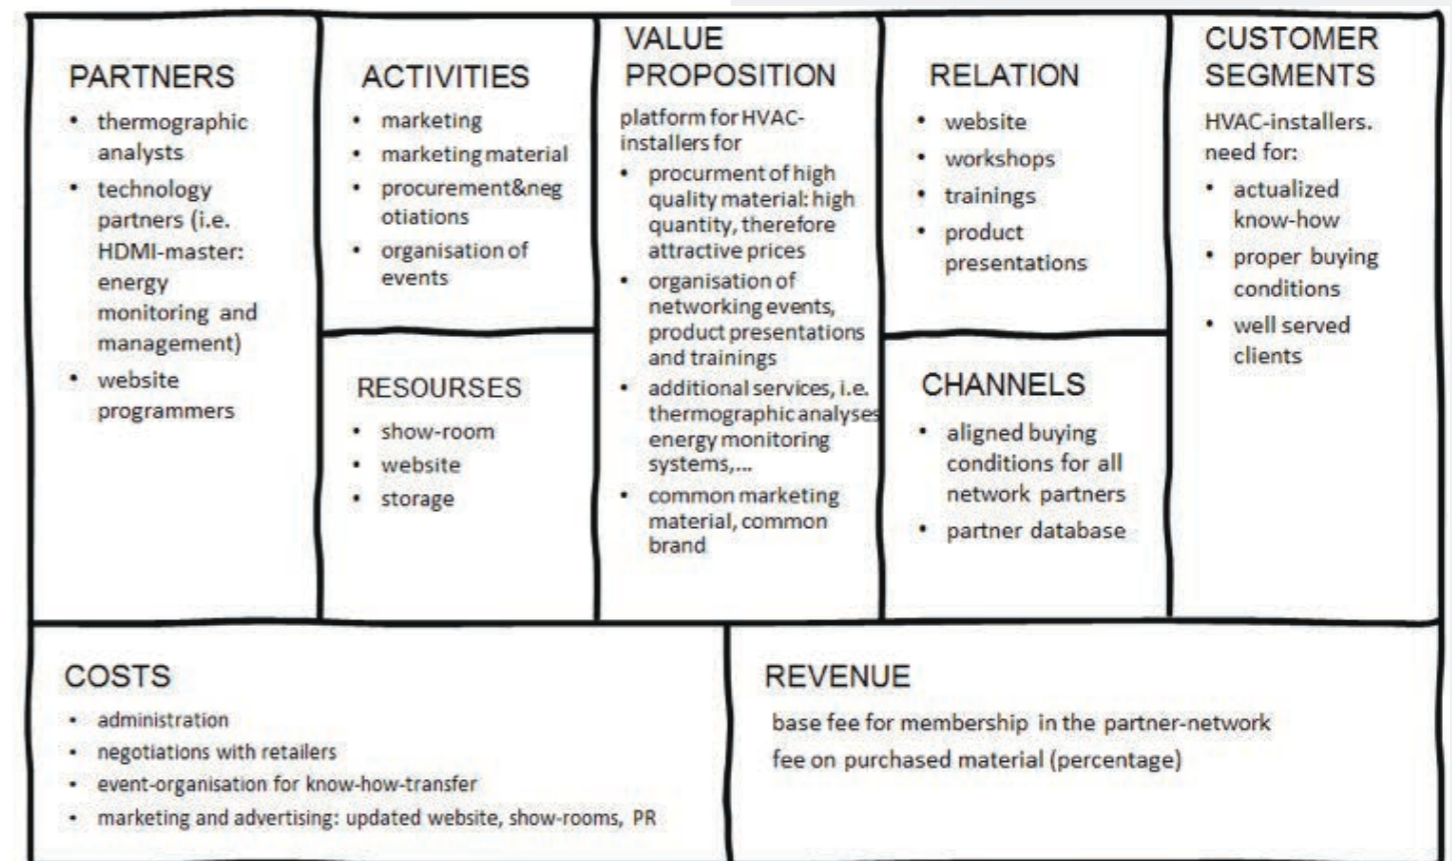 PARTNERS
• thermographic
analysts
• technology
partners (i.e.
HDMI-master:
energy
monitoring and
management)
• website
programmers
ACTIVITIES
• marketing
• marketing material
• procurement&neg
otiations
• organisation of
events
RESOURSES
• show-room
• website
• storage
VALUE
PROPOSITION
platform for HVAC-
installers for
• procurment of high
quality material: high
quantity, therefore
attractive prices
• organisation of
networking events,
product presentations
and trainings
• additional services, i.e.
thermographic analyses
energy monitoring
systems,...
• common marketing
material, common
brand
RELATION
• website
• workshops
• trainings
• product
presentations
CHANNELS
• aligned buying
conditions for all
network partners
• partner database
CUSTOMER
SEGMENTS
HVAC-installers.
need for:
• actualized
know-how
• proper buying
conditions
• well served
clients
COSTS
• administration
• negotiations with retailers
• event-organisation for know-how-transfer
• marketing and advertising: updated website, show-rooms, PR
REVENUE
base fee for membership in the partner-network
fee on purchased material (percentage)